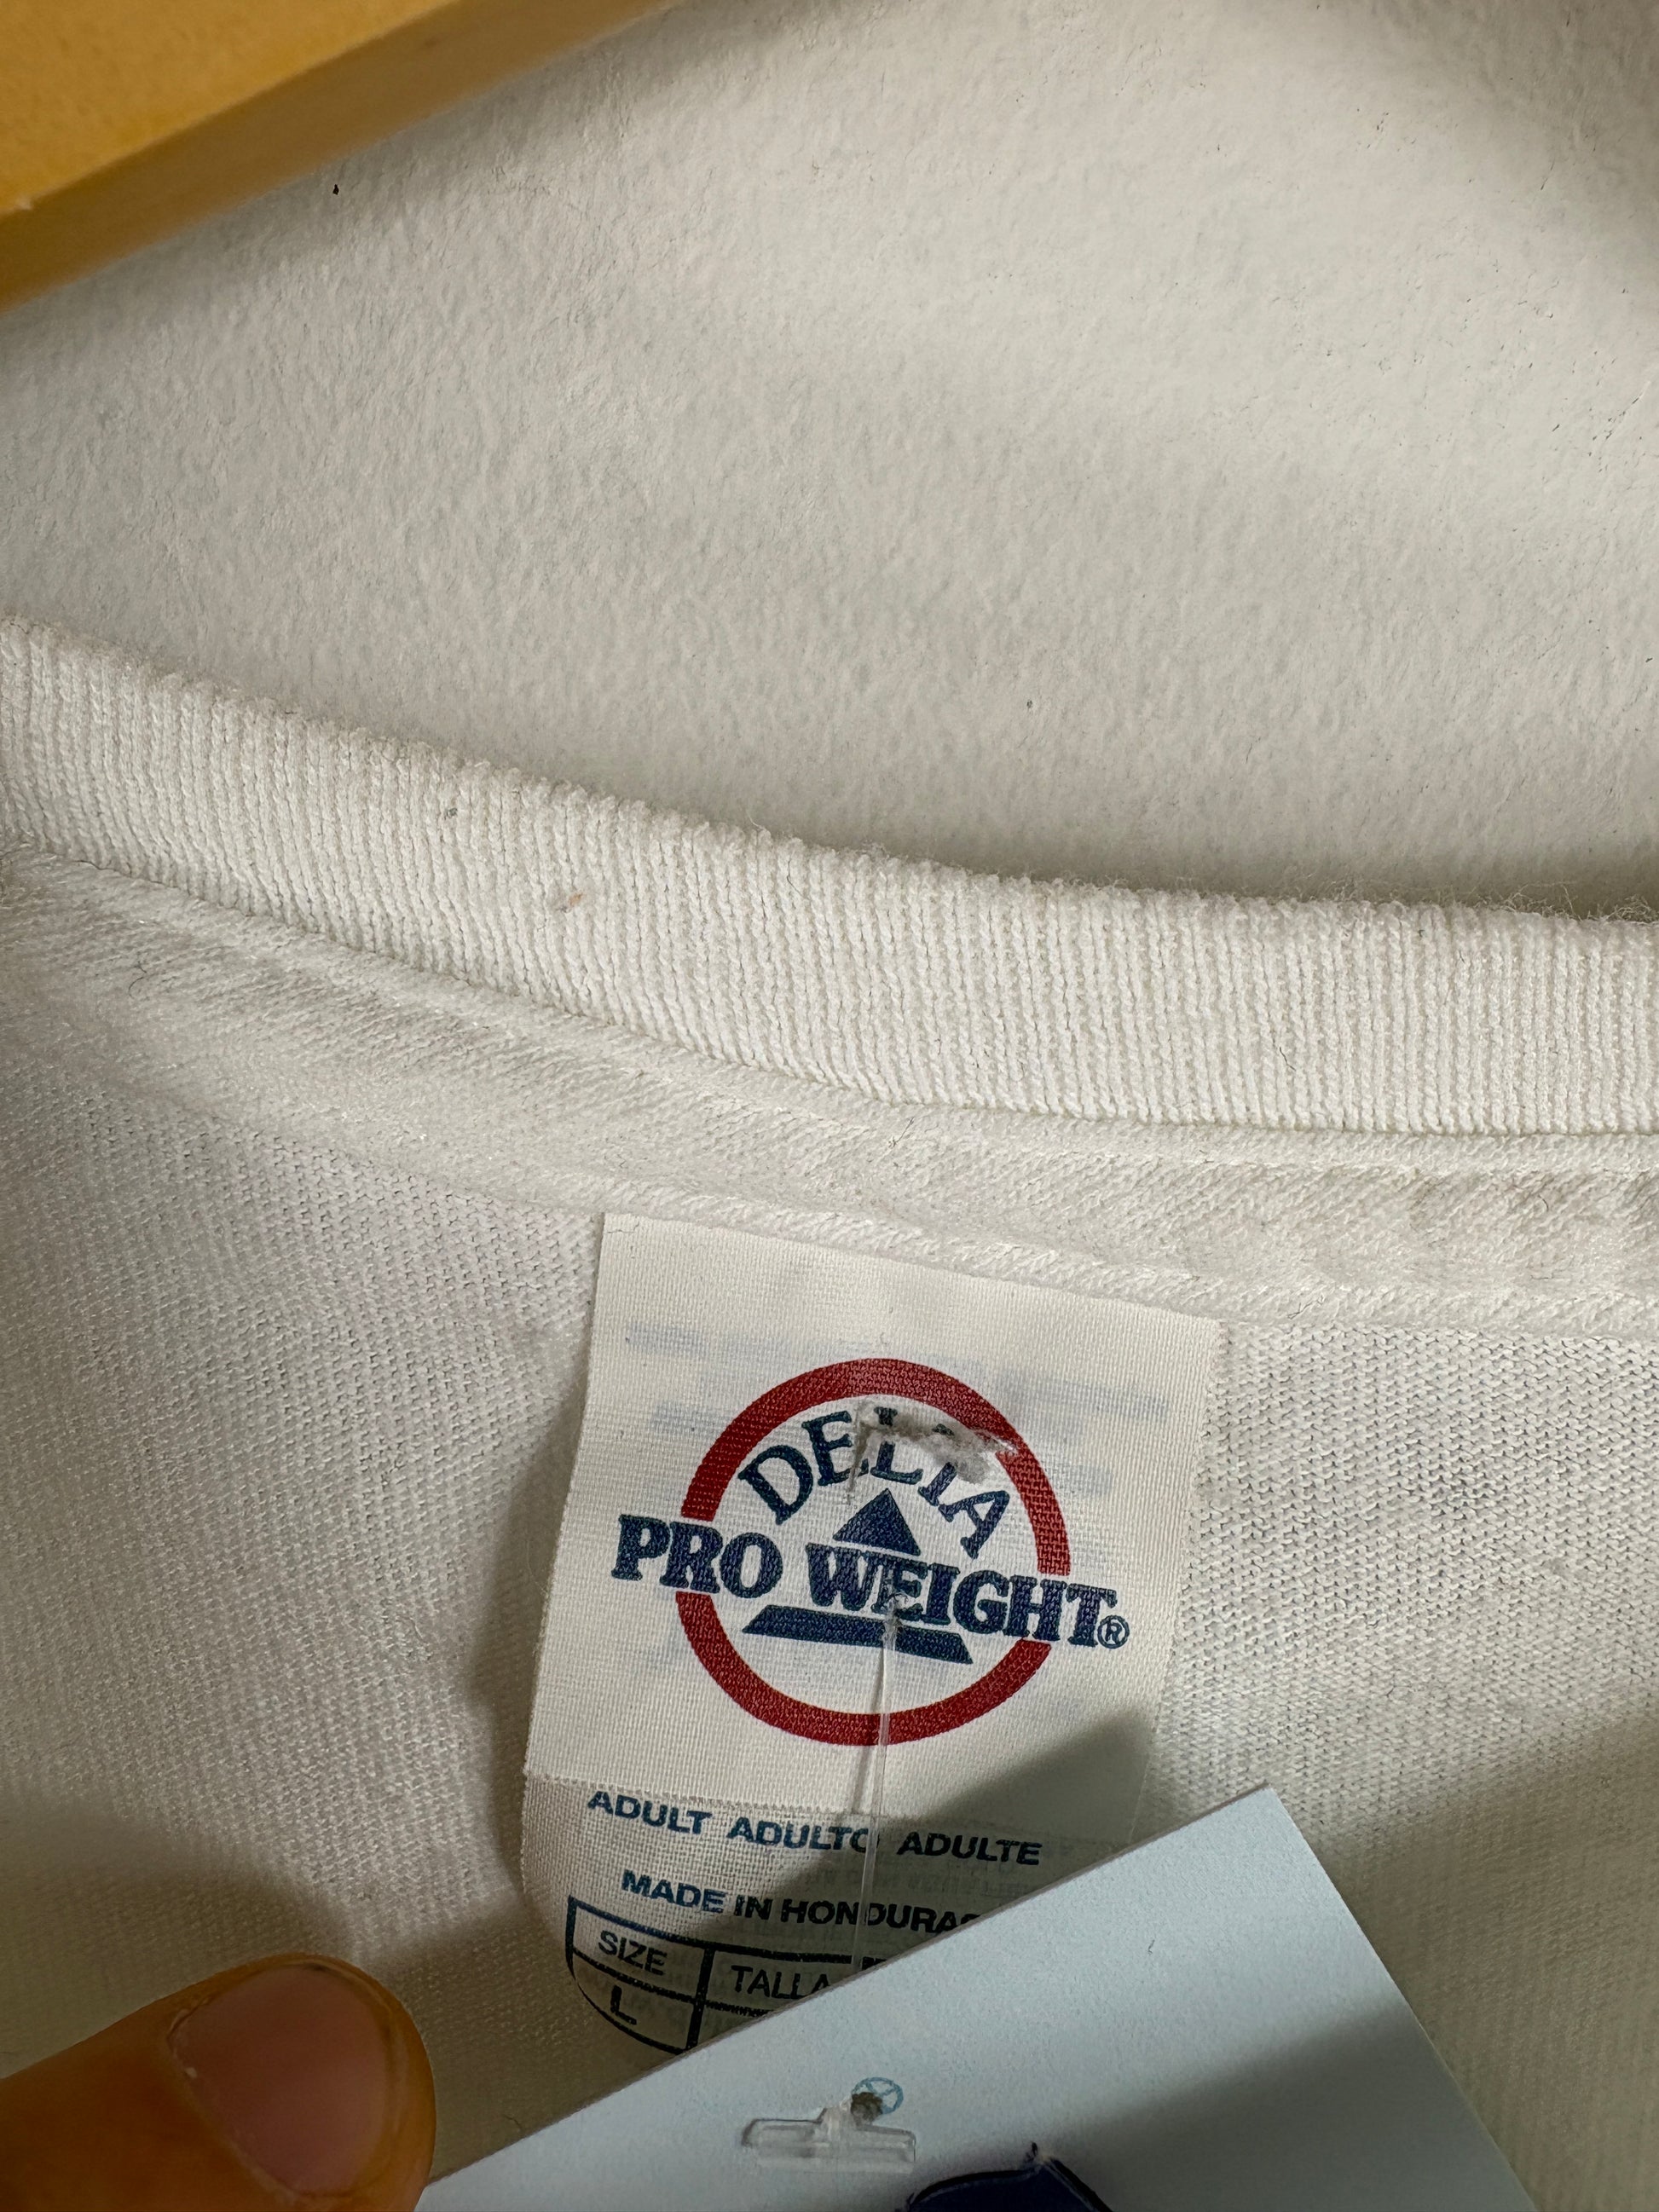 DELTA
PRO WEIGHT®
ADULT ADULTO ADULTE
MADE IN HONDURAS
SIZE TALLA
L